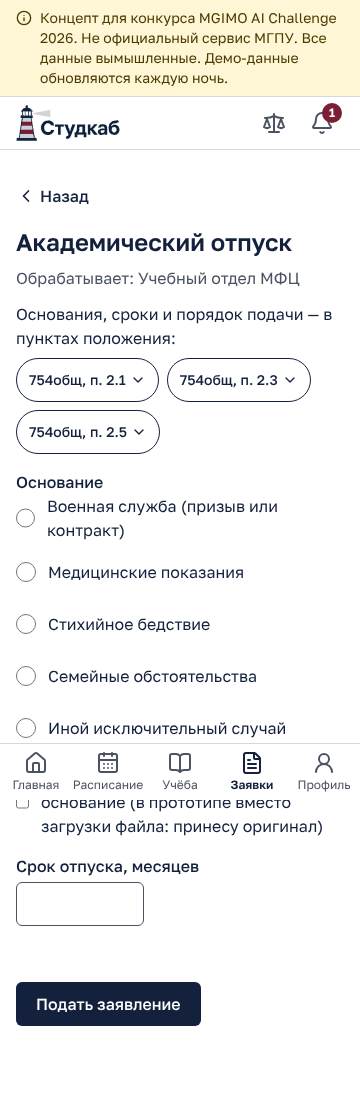 Концепт для конкурса MGIMO AI Challenge
2026. Не официальный сервис МГПУ. Все
данные вымышленные. Демо-данные
обновляются каждую ночь.
Студкаб
1
Назад
Академический отпуск
Обрабатывает: Учебный отдел МФЦ
Основания, сроки и порядок подачи — в
пунктах положения:
754общ, п. 2.1
754общ, п. 2.3
754общ, п. 2.5
Основание
Военная служба (призыв или
контракт)
Медицинские показания
Стихийное бедствие
Семейные обстоятельства
Иной исключительный случай
Главная
Расписание
Учёба
Заявки
Профиль
основание (в прототипе вместо
загрузки файла: принесу оригинал)
Срок отпуска, месяцев
Подать заявление